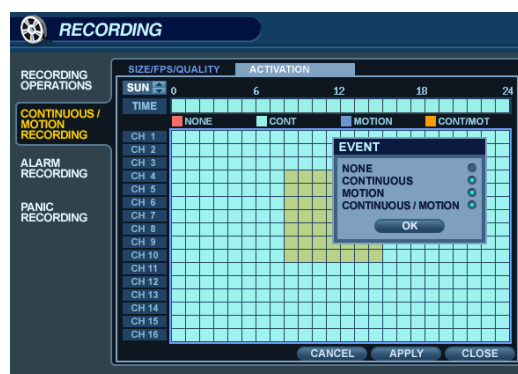 RECORDING
RECORDING
OPERATIONS
CONTINUOUS /
MOTION
RECORDING
ALARM
RECORDING
PANIC
RECORDING
SIZE/FPS/QUALITY ACTIVATION
SUN 0 6 12 18 24
TIME
NONE CONT MOTION CONT/MOT
CH 1
CH 2
CH 3
CH 4
CH 5
CH 6
CH 7
CH 8
CH 9
CH 10
CH 11
CH 12
CH 13
CH 14
CH 15
CH 16
EVENT
NONE
CONTINUOUS
MOTION
CONTINUOUS / MOTION
OK
CANCEL APPLY CLOSE